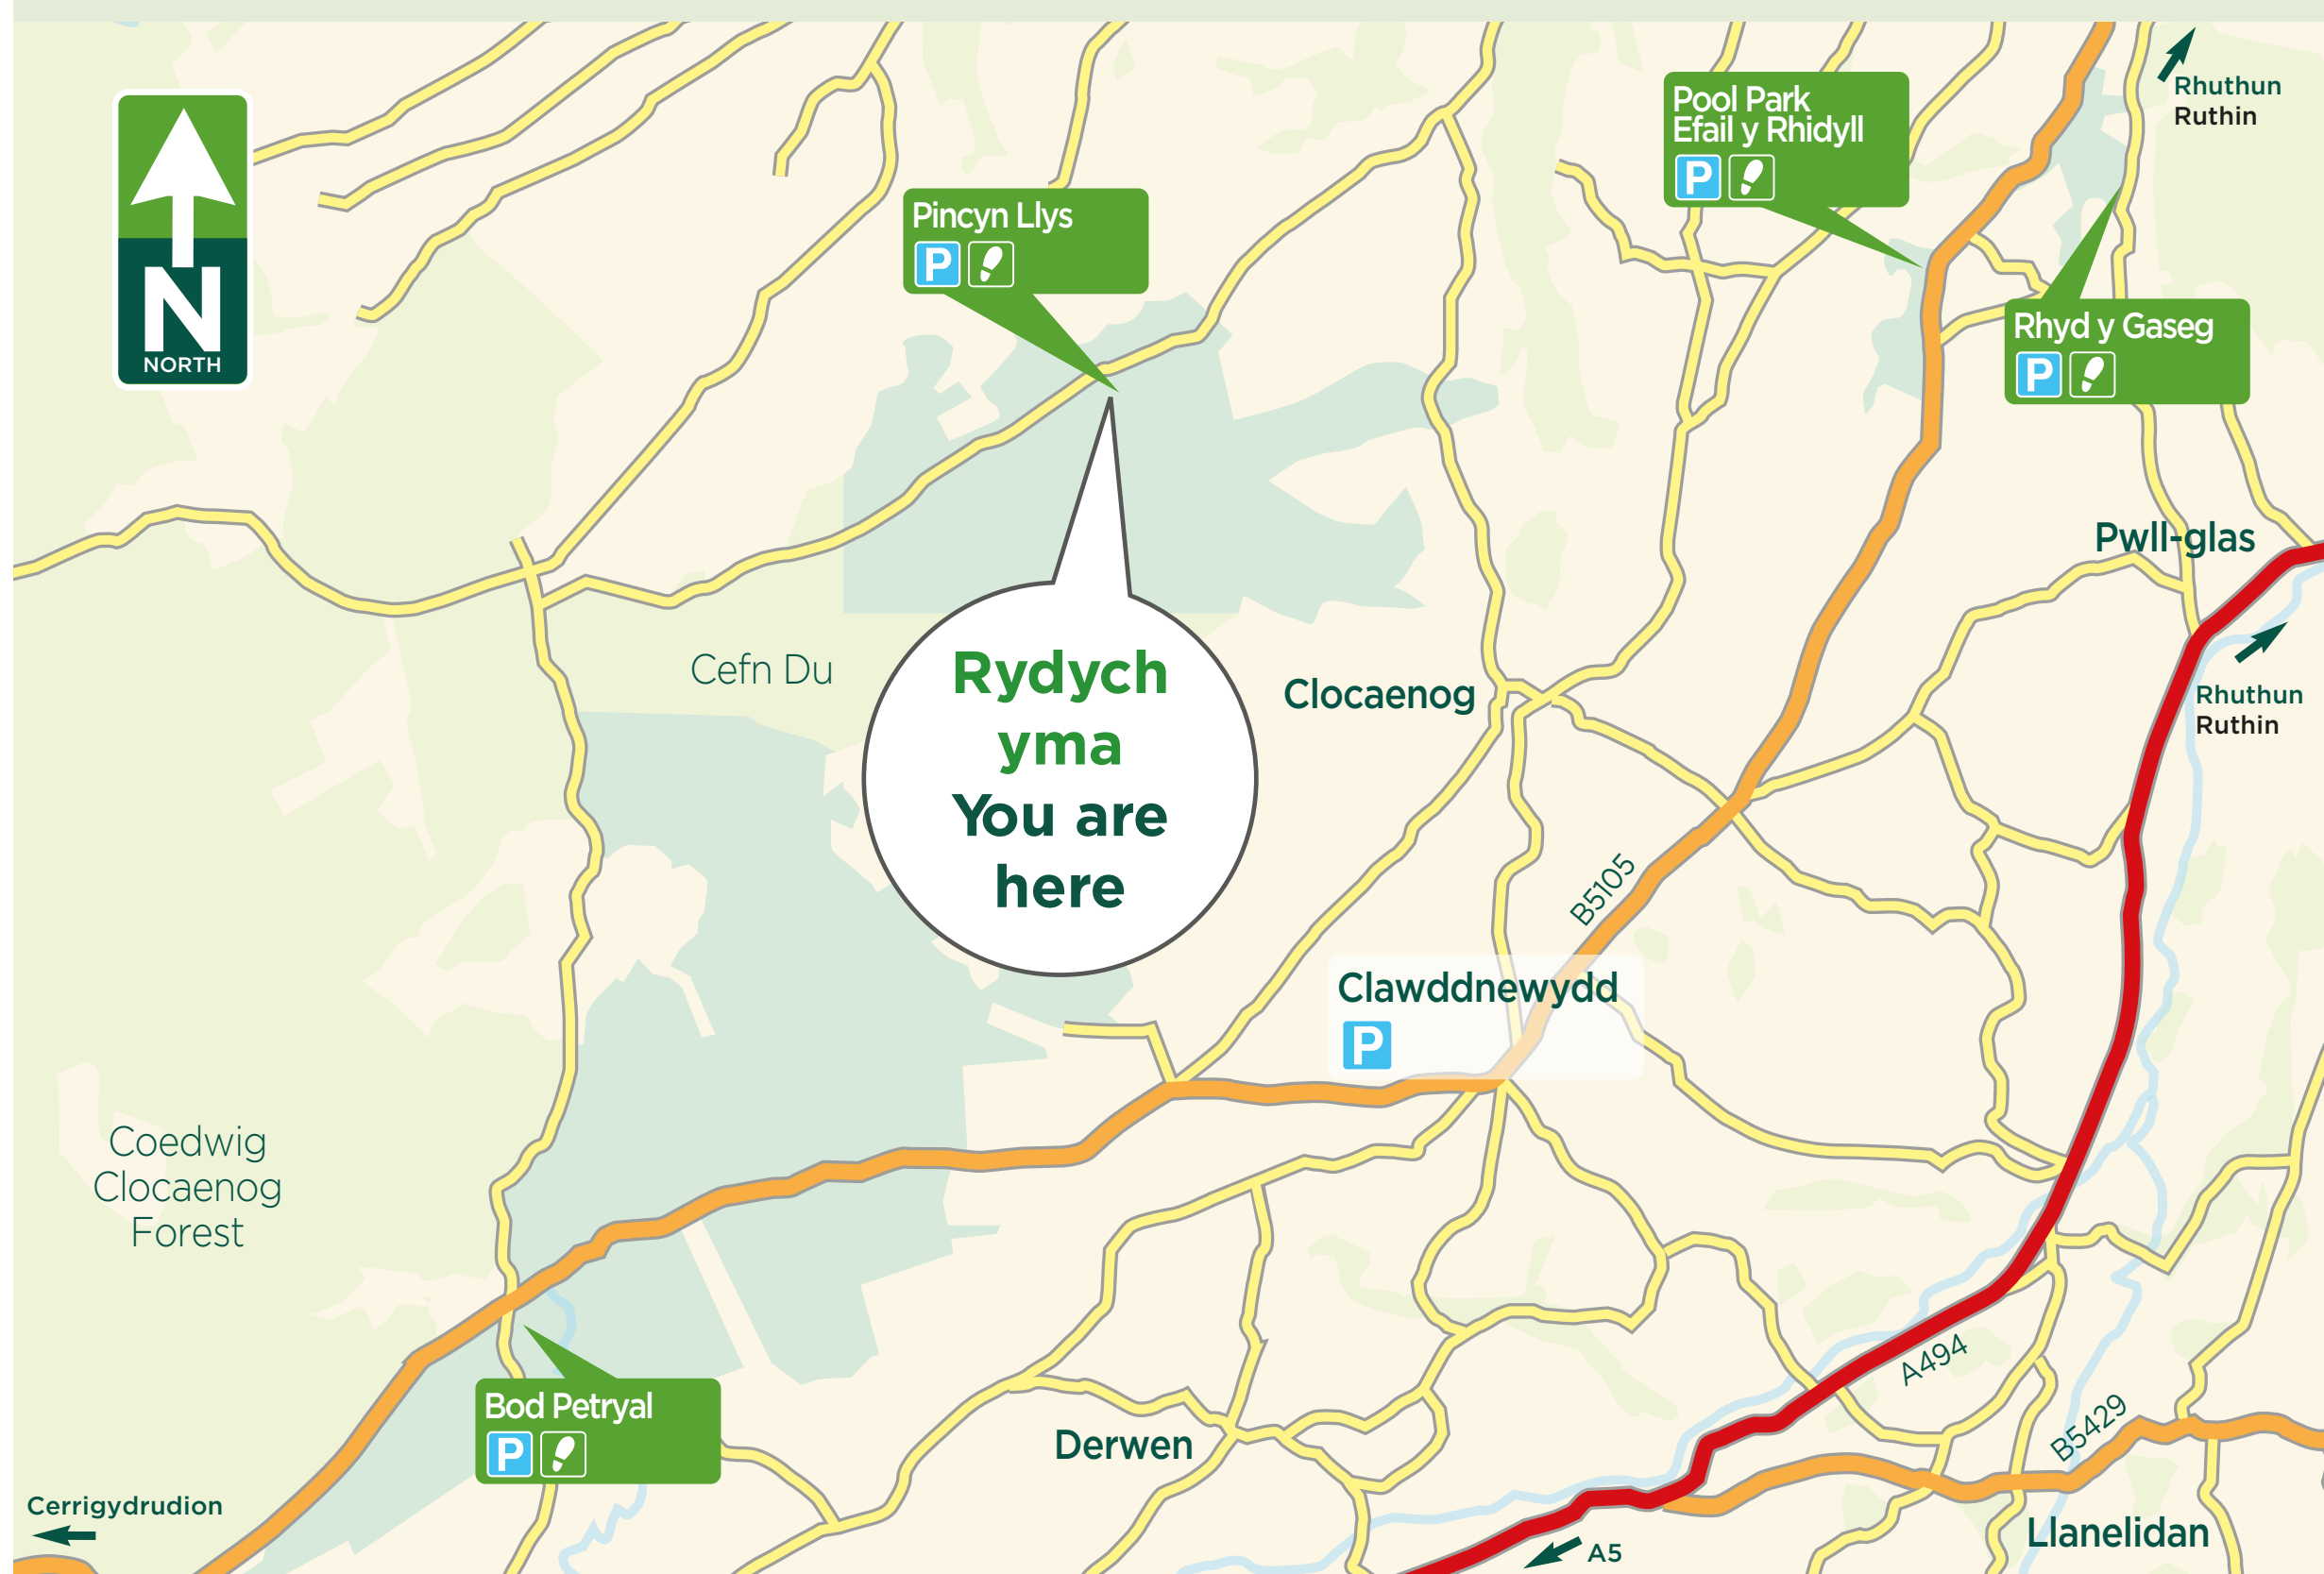 Rhuthun
Ruthin
Pool Park
Efail y Rhidyll
P
Pincyn Llys
P
N
NORTH
Rhyd y Gaseg
P
Pwll-glas
Rhuthun
Ruthin
Cefn Du
Clocaenog
Rydych
yma
You are
here
B5105
Clawddnewydd
P
Coedwig
Clocaenog
Forest
A494
B5429
Bod Petryal
P
Derwen
Cerrigydrudion
Llanelidan
A5